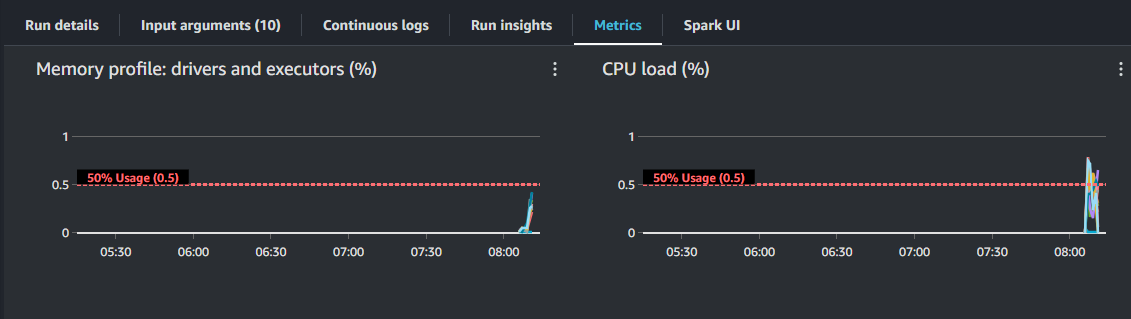 Run details Input arguments (10) Continuous logs Run insights Metrics Spark UI
Memory profile: drivers and executors (%)
1
50% Usage (0.5)
0.5
0
05:30 06:00 06:30 07:00 07:30 08:00
CPU load (%)
1
50% Usage (0.5)
0.5
0
05:30 06:00 06:30 07:00 07:30 08:00